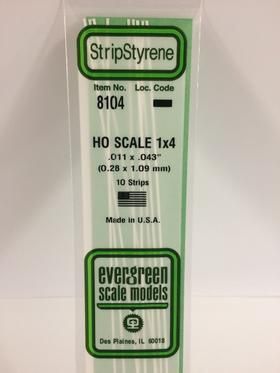 StripStyrene
Item No. Loc. Code
8104
HO SCALE 1x4
.011 x .043"
(0.28 x 1.09 mm)
10 Strips
Made in U.S.A.
evergreen
scale models
Des Plaines, IL 60018